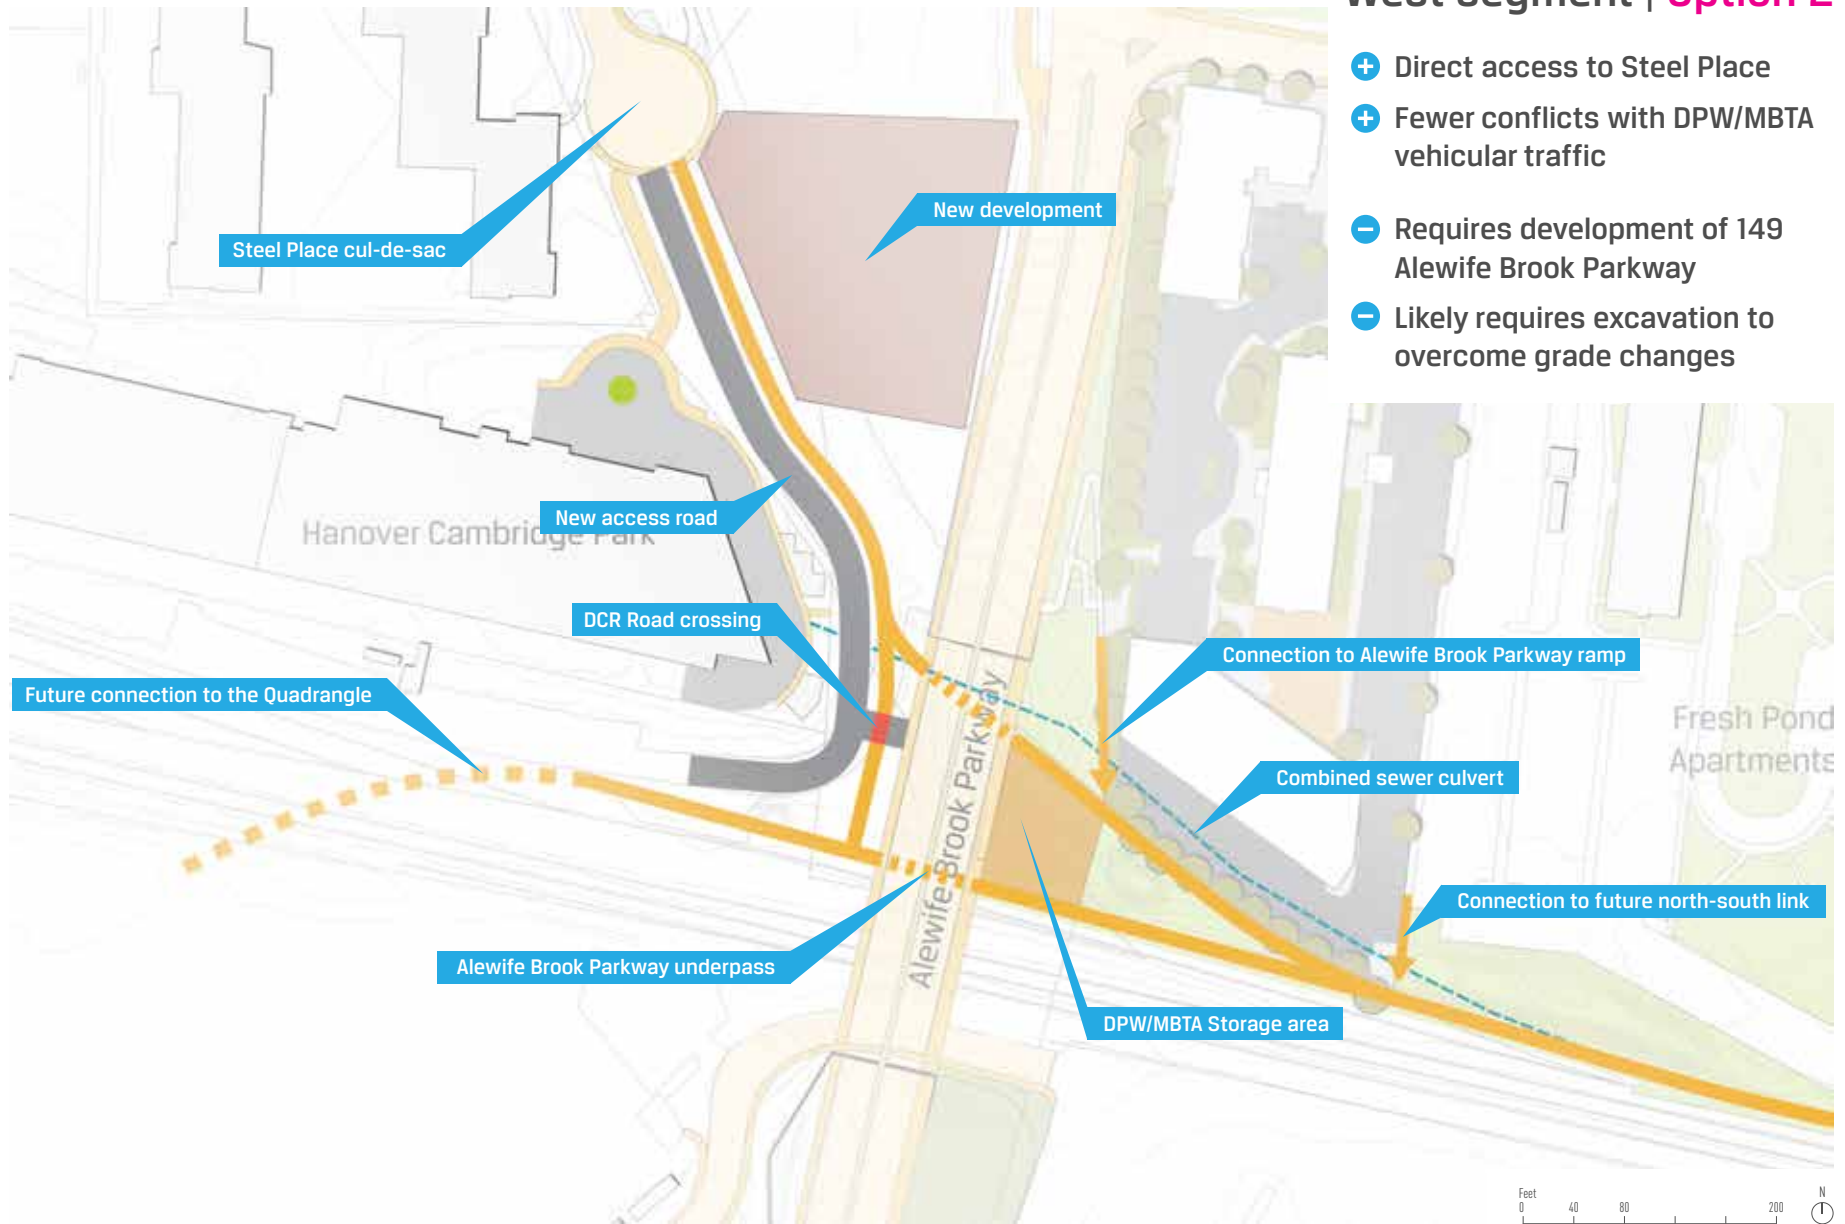 West segment | Option E
Direct access to Steel Place
Fewer conflicts with DPW/MBTA
vehicular traffic
Requires development of 149
Alewife Brook Parkway
Likely requires excavation to
overcome grade changes
New development
Steel Place cul-de-sac
New access road
Hanover Cambridge Park
DCR Road crossing
Connection to Alewife Brook Parkway ramp
Future connection to the Quadrangle
Fresh Pond
Apartments
Alewife Brook Parkway
Combined sewer culvert
Connection to future north-south link
Alewife Brook Parkway underpass
DPW/MBTA Storage area
Feet
0 40 80 200
N